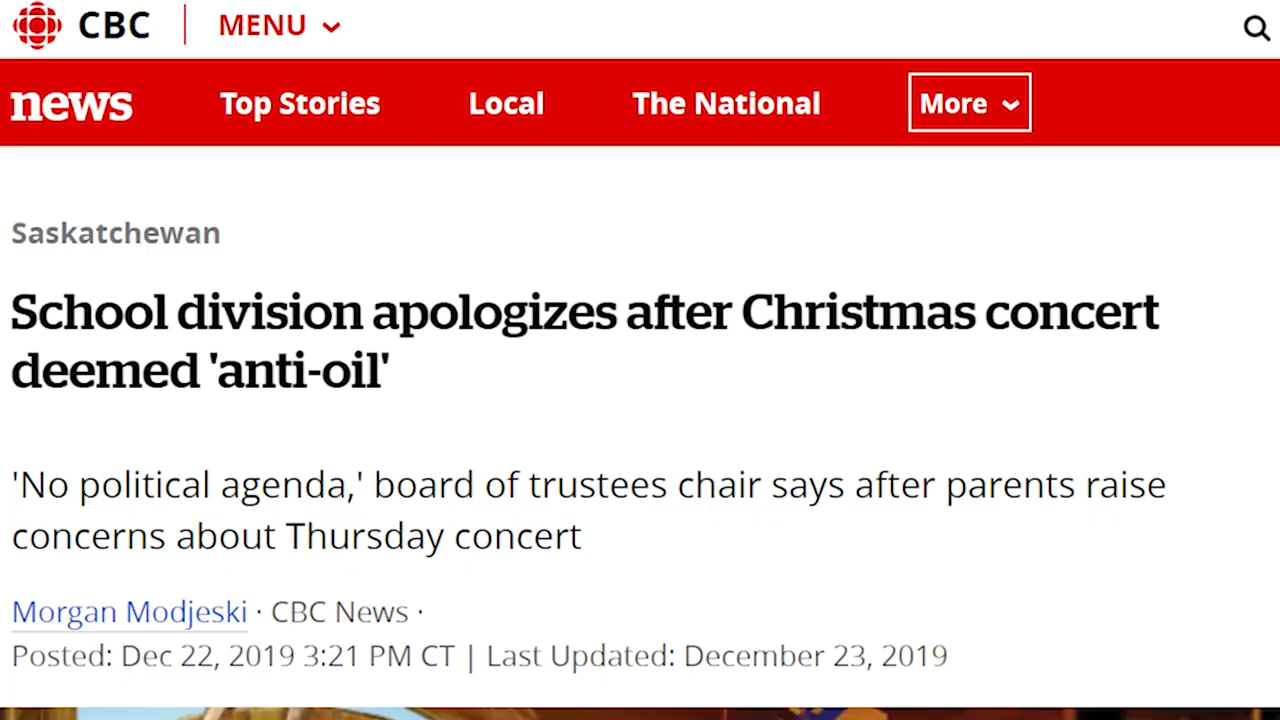 CBC MENU
news Top Stories Local The National More
Saskatchewan
School division apologizes after Christmas concert
deemed 'anti-oil'
'No political agenda,' board of trustees chair says after parents raise
concerns about Thursday concert
Morgan Modjeski · CBC News ·
Posted: Dec 22, 2019 3:21 PM CT | Last Updated: December 23, 2019